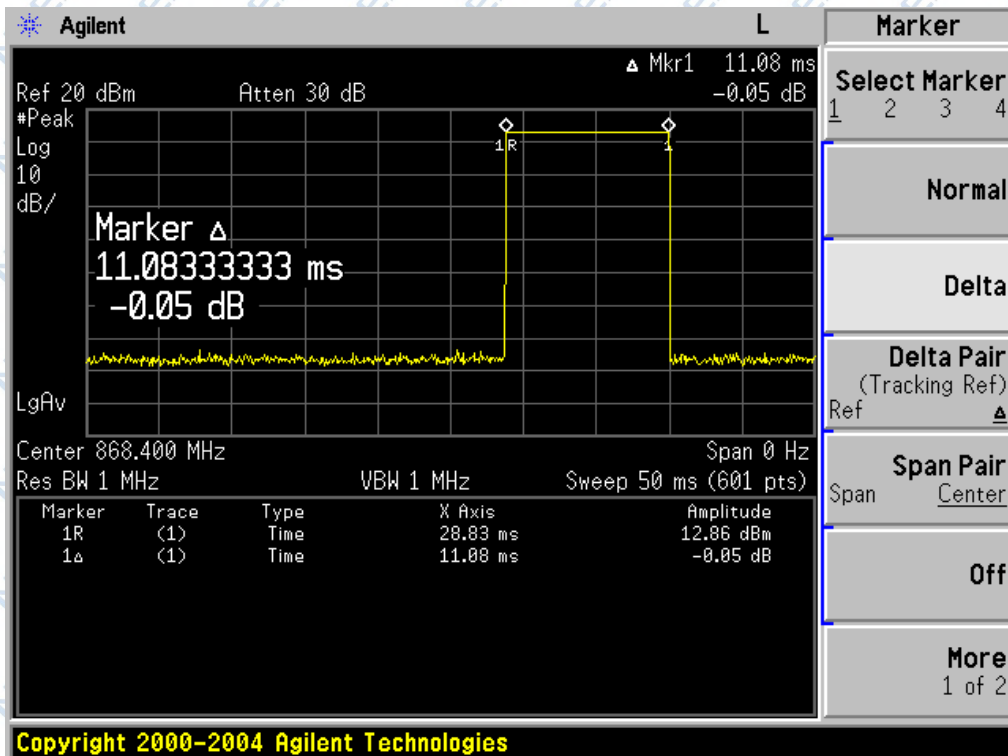 Agilent L
Marker
Δ Mkr1 11.08 ms
Ref 20 dBm Atten 30 dB -0.05 dB
#Peak
Log
10
dB/
1R
1
Marker Δ
11.08333333 ms
-0.05 dB
LgAv
Center 868.400 MHz Span 0 Hz
Res BW 1 MHz VBW 1 MHz Sweep 50 ms (601 pts)
Marker Trace Type X Axis Amplitude
1R (1) Time 28.83 ms 12.86 dBm
1Δ (1) Time 11.08 ms -0.05 dB
Select Marker
1 2 3 4
Normal
Delta
Delta Pair
(Tracking Ref)
Ref Δ
Span Pair
Span Center
Off
More
1 of 2
Copyright 2000-2004 Agilent Technologies